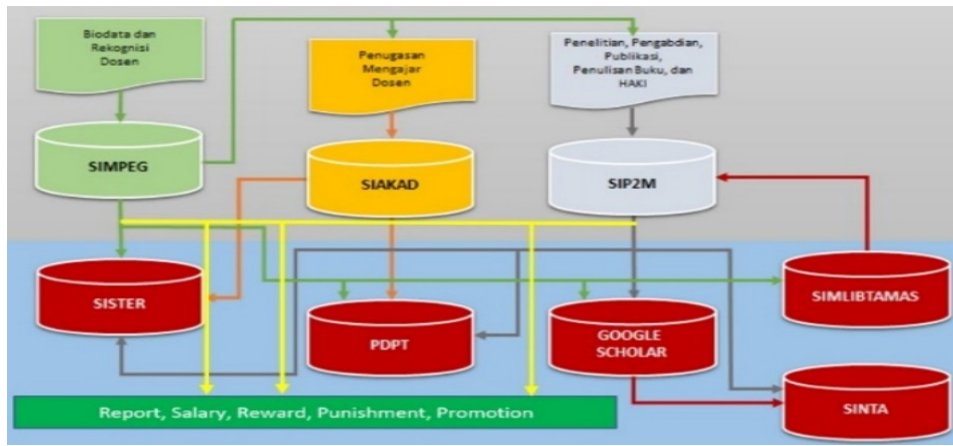 Biodata dan
Rekognisi
Dosen
Penugasan
Mengajar
Dosen
Penelitian, Pengabdian,
Publikasi,
Penulisan Buku, dan
HAKI
SIMPEG
SIAKAD
SIP2M
SISTER
PDPT
GOOGLE
SCHOLAR
SIMLIBTAMAS
SINTA
Report, Salary, Reward, Punishment, Promotion